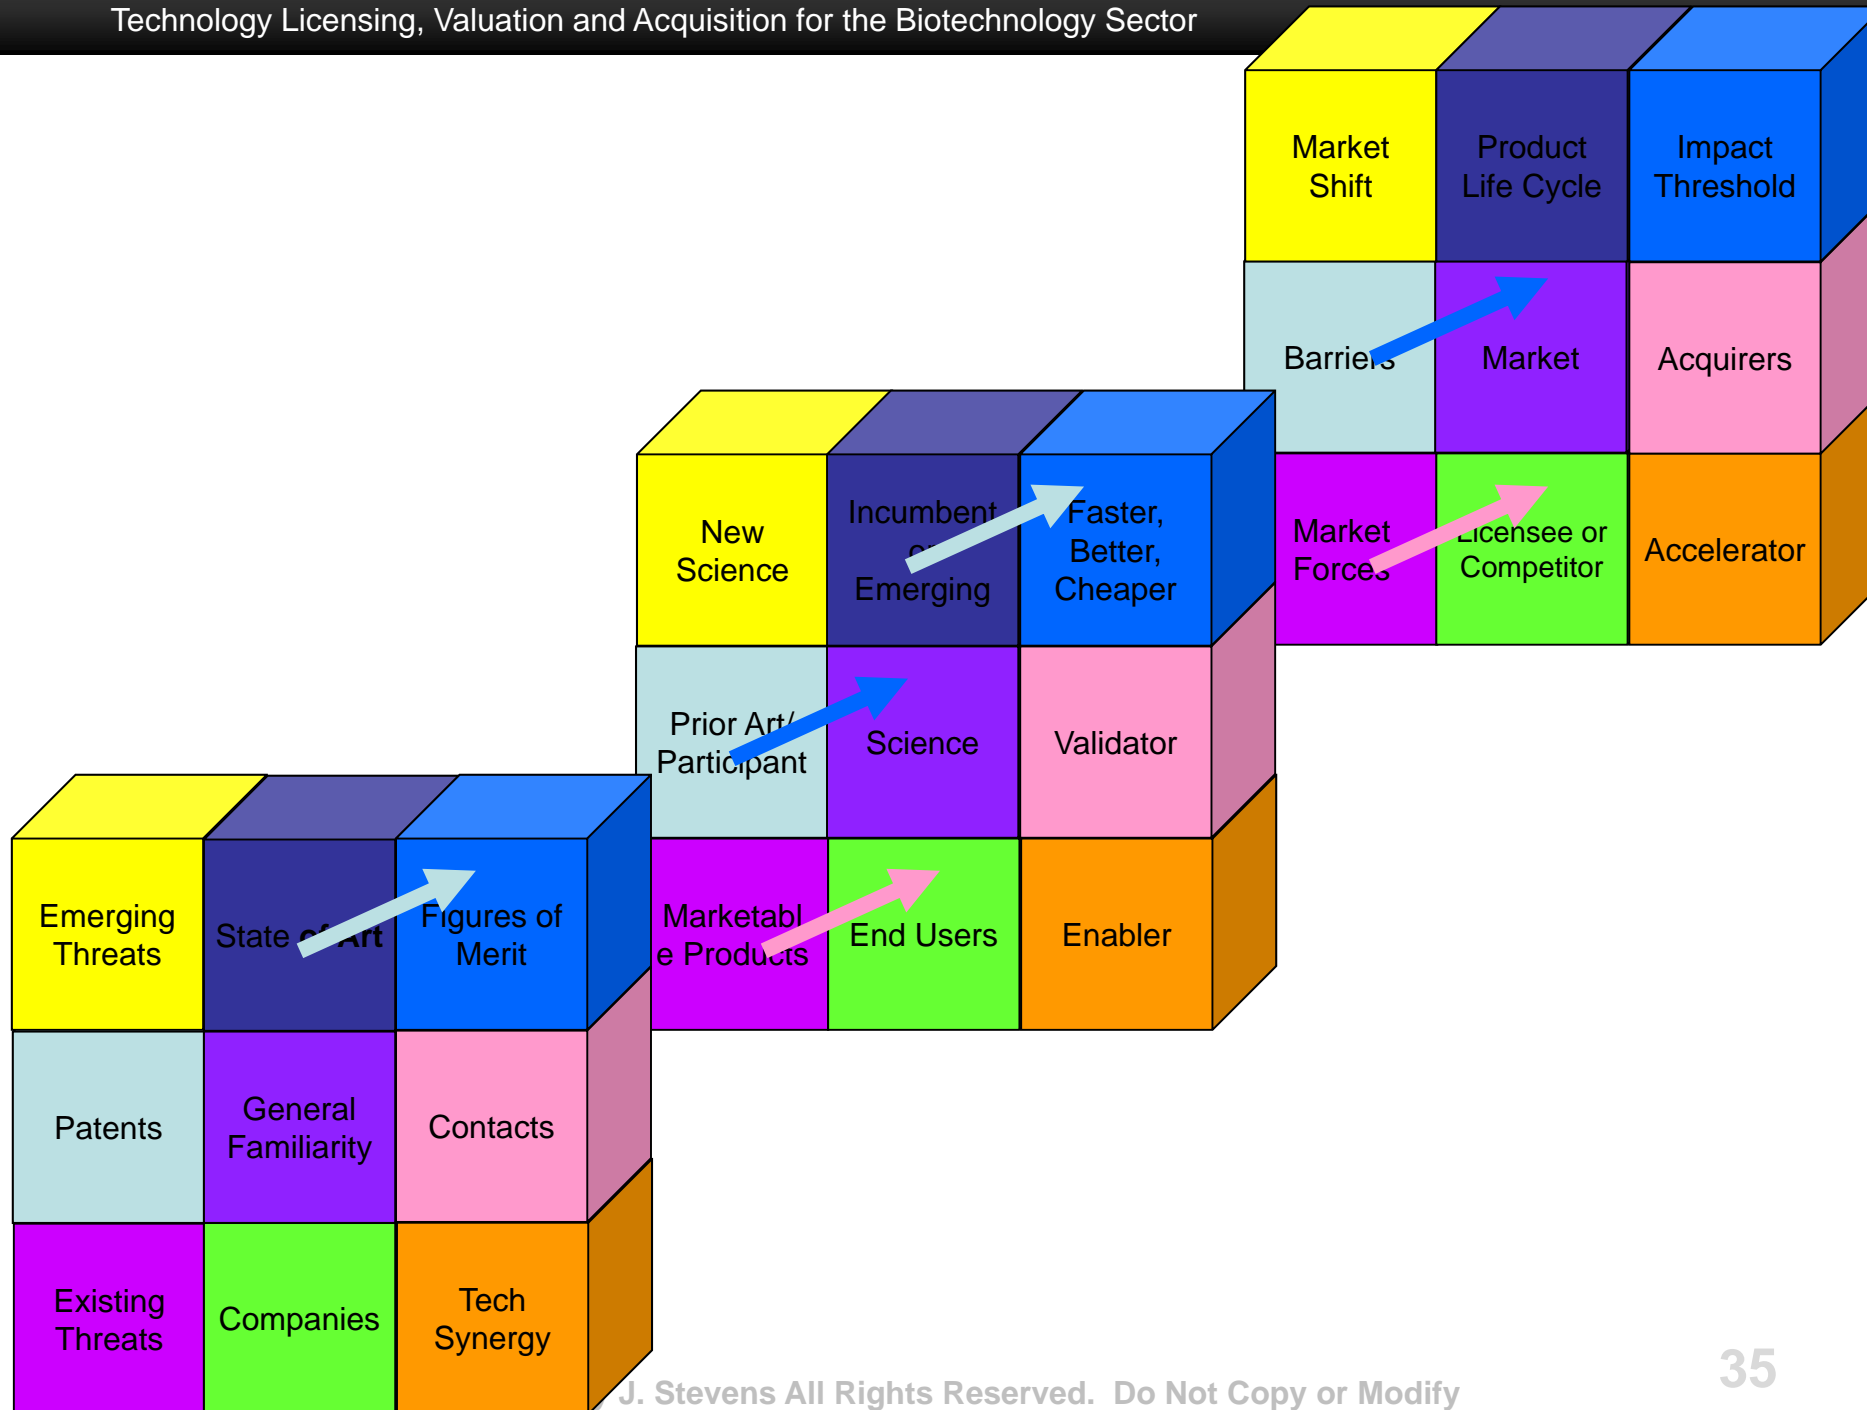 Technology Licensing, Valuation and Acquisition for the Biotechnology Sector
Market
Shift
Product
Life Cycle
Impact
Threshold
Barriers
Market
Acquirers
Market
Forces
Licensee or
Competitor
Accelerator
New
Science
Incumbent
or
Emerging
Faster,
Better,
Cheaper
Prior Art/
Participant
Science
Validator
Marketabl
e Products
End Users
Enabler
Emerging
Threats
State of Art
Figures of
Merit
Patents
General
Familiarity
Contacts
Existing
Threats
Companies
Tech
Synergy
J. Stevens All Rights Reserved. Do Not Copy or Modify
35